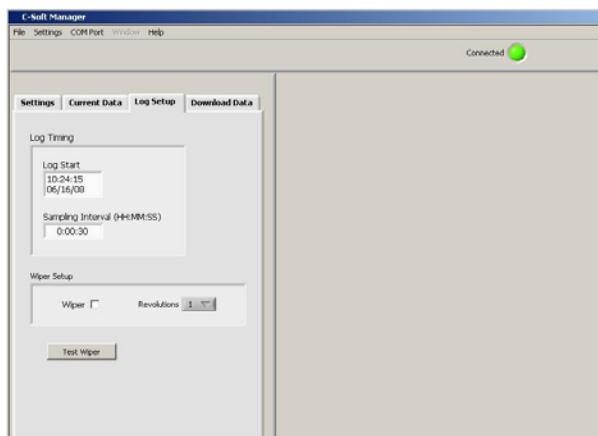 C-Soft Manager
File Settings COM Port Window Help
Connected
Settings Current Data Log Setup Download Data
Log Timing
Log Start
10:24:15
06/16/08
Sampling Interval (HH:MM:SS)
0:00:30
Wiper Setup
Wiper Revolutions 1
Test Wiper